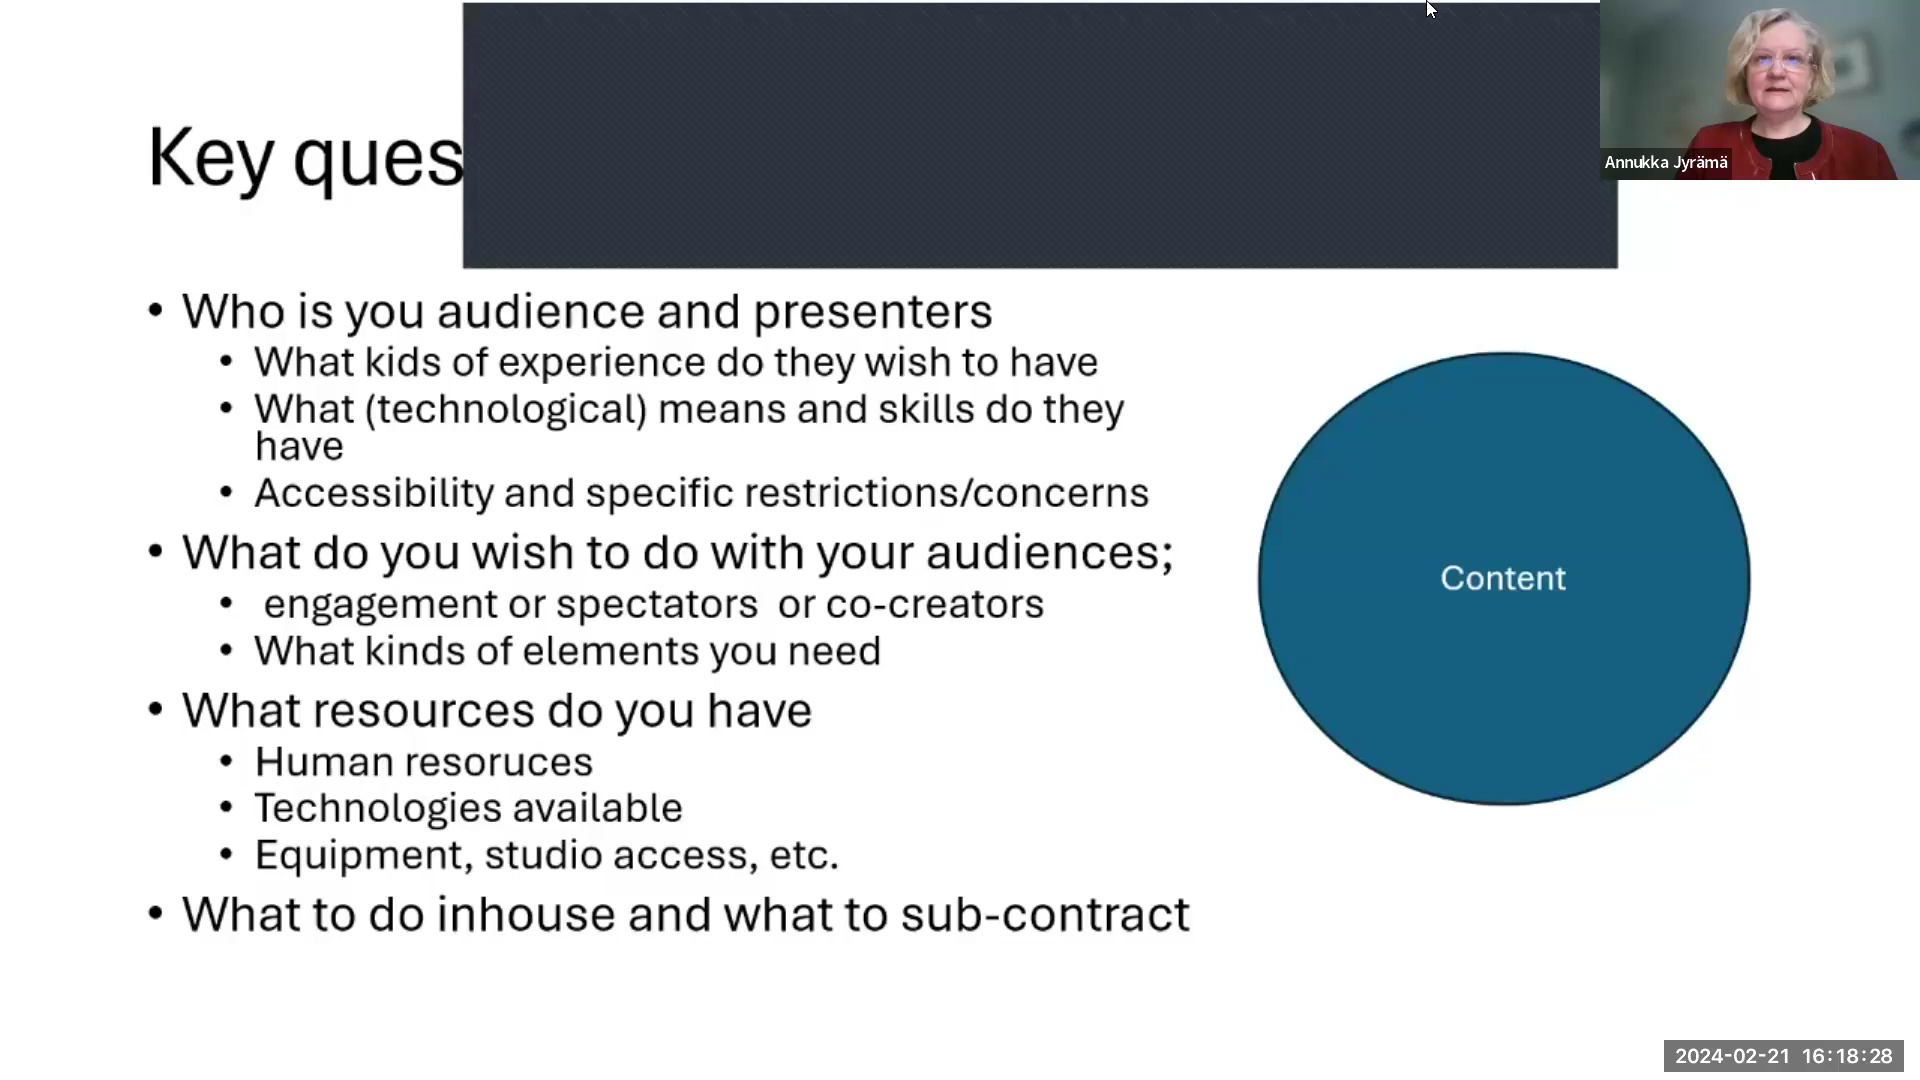 Key ques
Annukka Jyrämä
• Who is you audience and presenters
• What kids of experience do they wish to have
• What (technological) means and skills do they
have
• Accessibility and specific restrictions/concerns
• What do you wish to do with your audiences;
• engagement or spectators or co-creators
• What kinds of elements you need
• What resources do you have
• Human resoruces
• Technologies available
• Equipment, studio access, etc.
• What to do inhouse and what to sub-contract
Content
2024-02-21 16:18:28